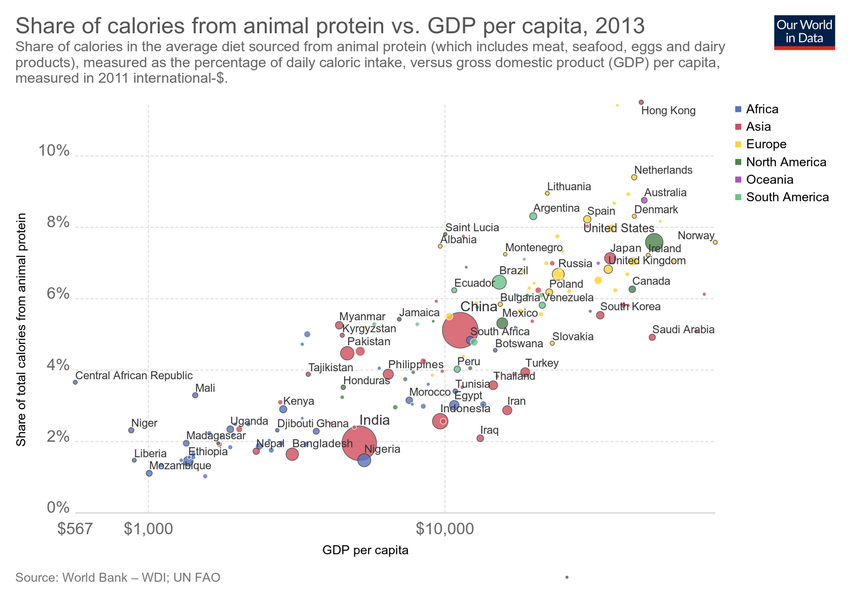 Share of calories from animal protein vs. GDP per capita, 2013
Our World
in Data
Share of calories in the average diet sourced from animal protein (which includes meat, seafood, eggs and dairy
products), measured as the percentage of daily caloric intake, versus gross domestic product (GDP) per capita,
measured in 2011 international-$.
Hong Kong
Africa
Asia
Europe
North America
Oceania
South America
10%
Netherlands
Lithuania
Australia
Argentina
Spain
Denmark
8%
Saint Lucia
United States
Albania
Norway
Montenegro
Japan
Ireland
Russia
United Kingdom
Brazil
Ecuador
Poland
Canada
6%
Bulgaria
Venezuela
China
South Korea
Myanmar
Jamaica
Mexico
Kyrgyzstan
South Africa
Saudi Arabia
Pakistan
Botswana
Slovakia
4%
Central African Republic
Tajikistan
Philippines
Peru
Turkey
Thailand
Mali
Honduras
Tunisia
Kenya
Morocco
Egypt
Iran
Indonesia
Niger
Uganda
Djibouti
Ghana
India
2%
Madagascar
Iraq
Liberia
Ethiopia
Nepal
Bangladesh
Nigeria
Mozambique
0%
$567
$1,000
$10,000
Share of total calories from animal protein
GDP per capita
Source: World Bank – WDI; UN FAO